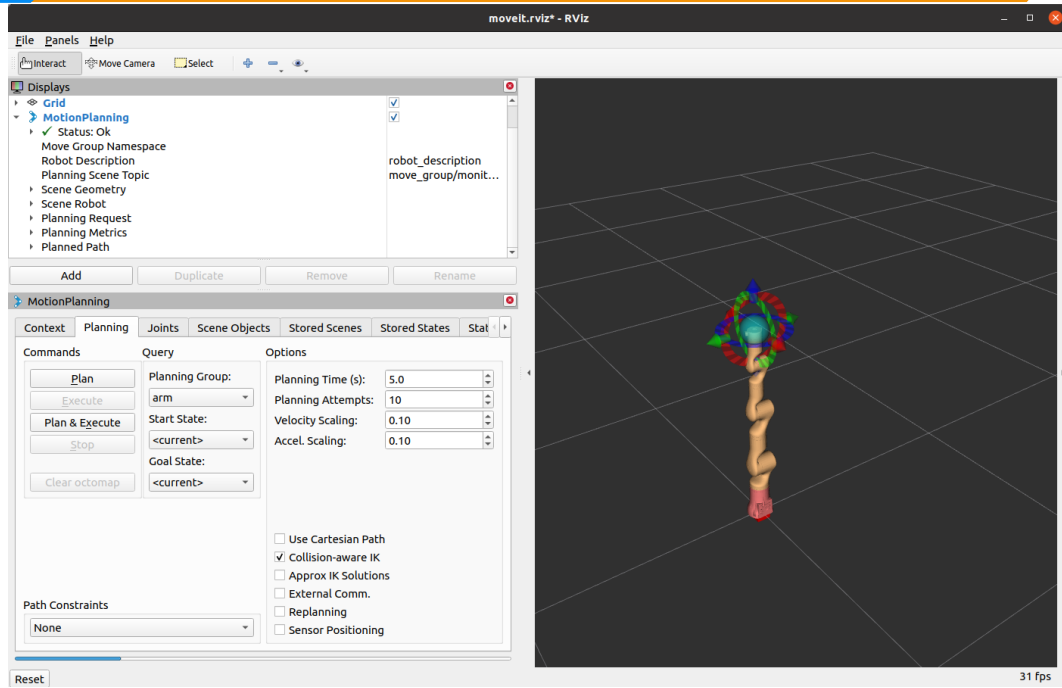 moveit.rviz* - RViz
File Panels Help
Interact Move Camera Select
Displays
Grid
MotionPlanning
Status: Ok
Move Group Namespace
Robot Description robot_description
Planning Scene Topic move_group/monit...
Scene Geometry
Scene Robot
Planning Request
Planning Metrics
Planned Path
Add Duplicate Remove Rename
MotionPlanning
Context Planning Joints Scene Objects Stored Scenes Stored States Stat
Commands Query Options
Plan Planning Group: Planning Time (s): 5.0
Execute arm Planning Attempts: 10
Plan & Execute Start State: Velocity Scaling: 0.10
Stop <current> Accel. Scaling: 0.10
Goal State:
Clear octomap <current>
Use Cartesian Path
Collision-aware IK
Approx IK Solutions
External Comm.
Path Constraints Replanning
None Sensor Positioning
Reset 31 fps